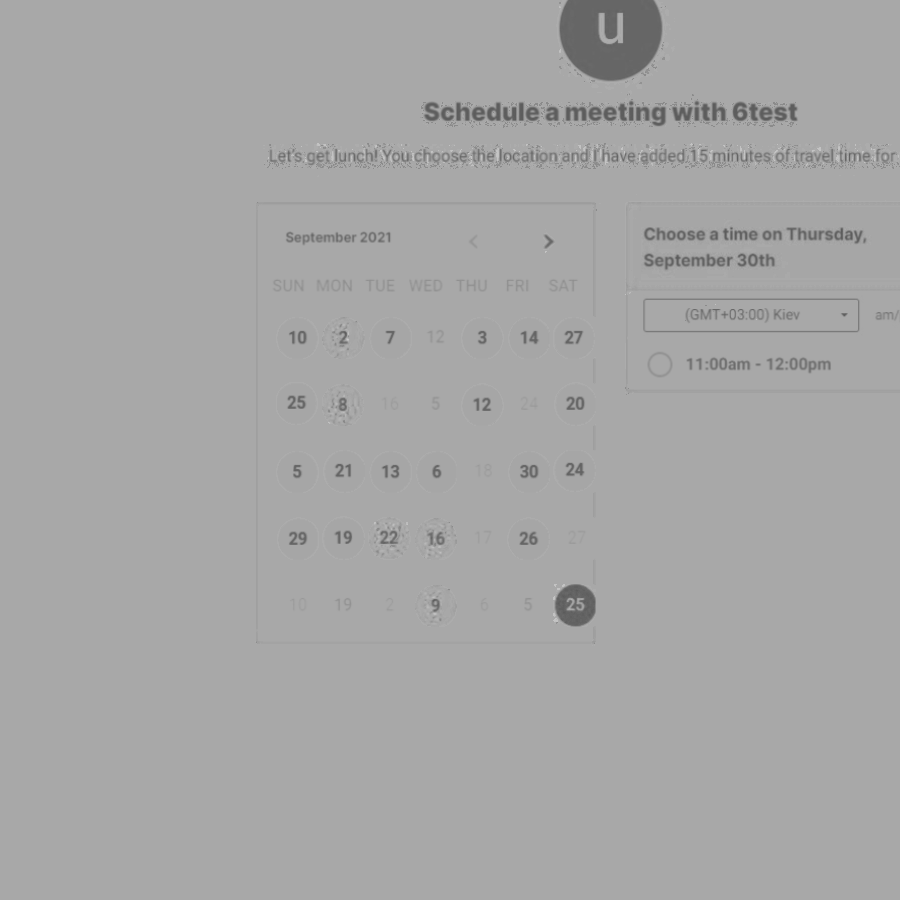 u
Schedule a meeting with 6test
Let's get lunch! You choose the location and I have added 15 minutes of travel time for
September 2021
SUN MON TUE WED THU FRI SAT
10 2 7 12 3 14 27
25 8 16 5 12 24 20
5 21 13 6 18 30 24
29 19 22 16 17 26 27
10 19 2 9 6 5 25
Choose a time on Thursday,
September 30th
(GMT+03:00) Kiev am/
11:00am - 12:00pm